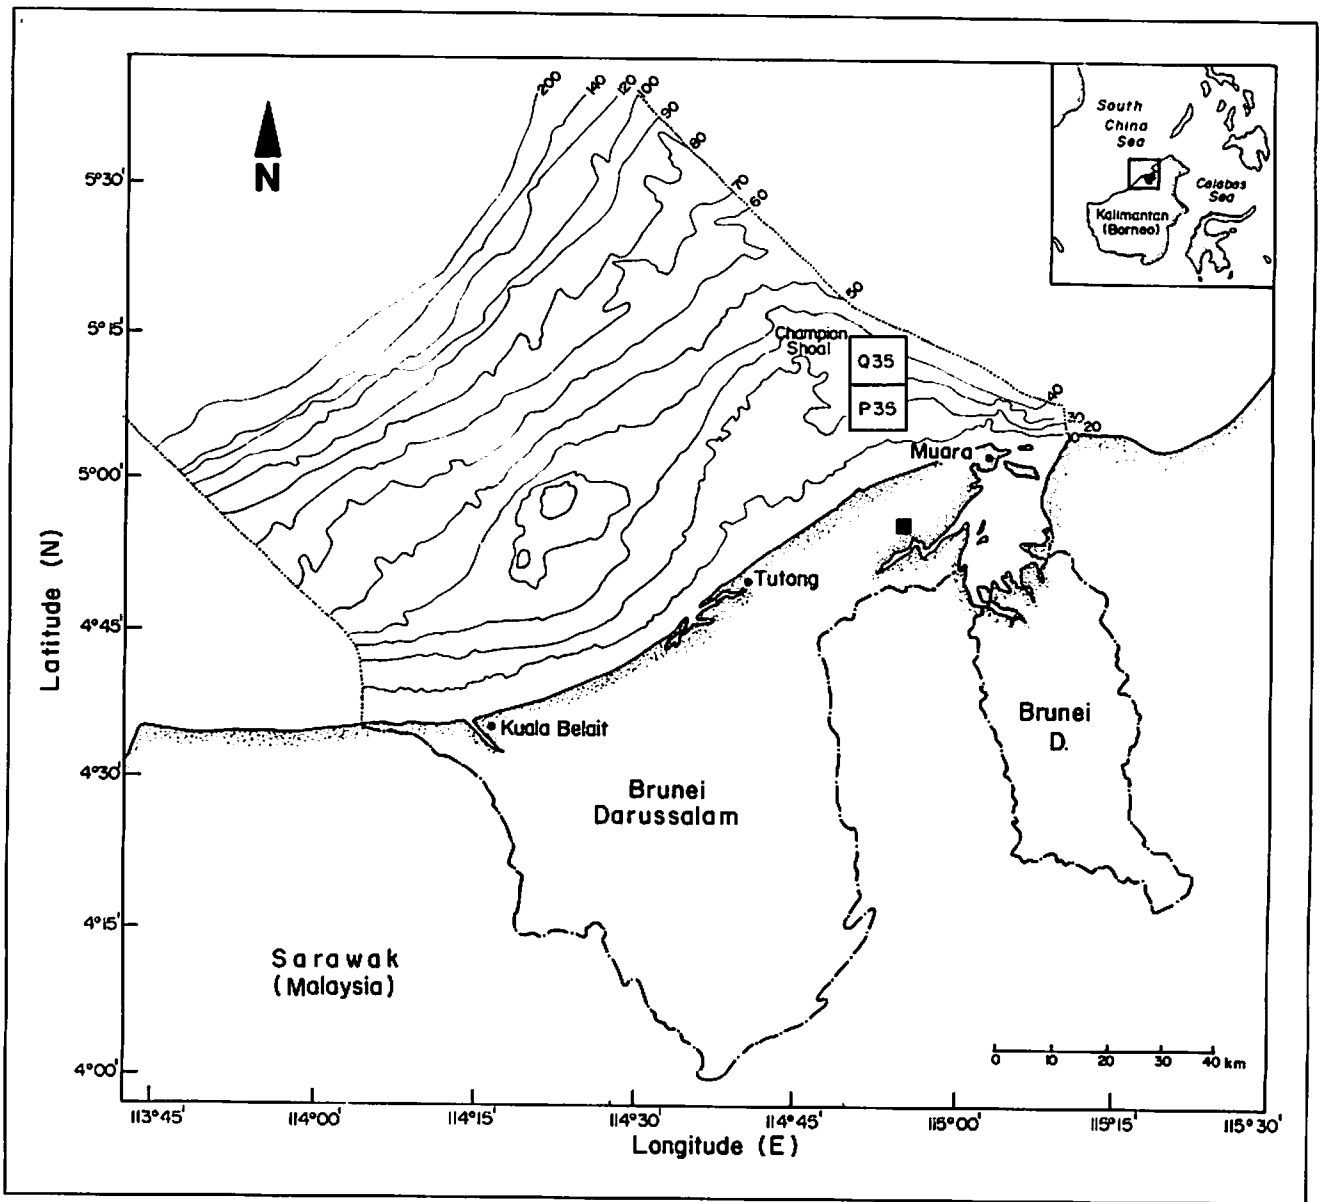 200
140
120
100
90
80
70
60
50
40
30
20
10
N
South
China
Sea
Celebes
Sea
Kalimantan
(Borneo)
5°30'
5°15'
5°00'
4°45'
4°30'
4°15'
4°00'
Latitude (N)
Champion
Shoal
Q35
P35
Muara
Tutong
Kuala Belait
Brunei
Darussalam
Brunei
D.
Sarawak
(Malaysia)
0 10 20 30 40 km
113°45' 114°00' 114°15' 114°30' 114°45' 115°00' 115°15' 115°30'
Longitude (E)